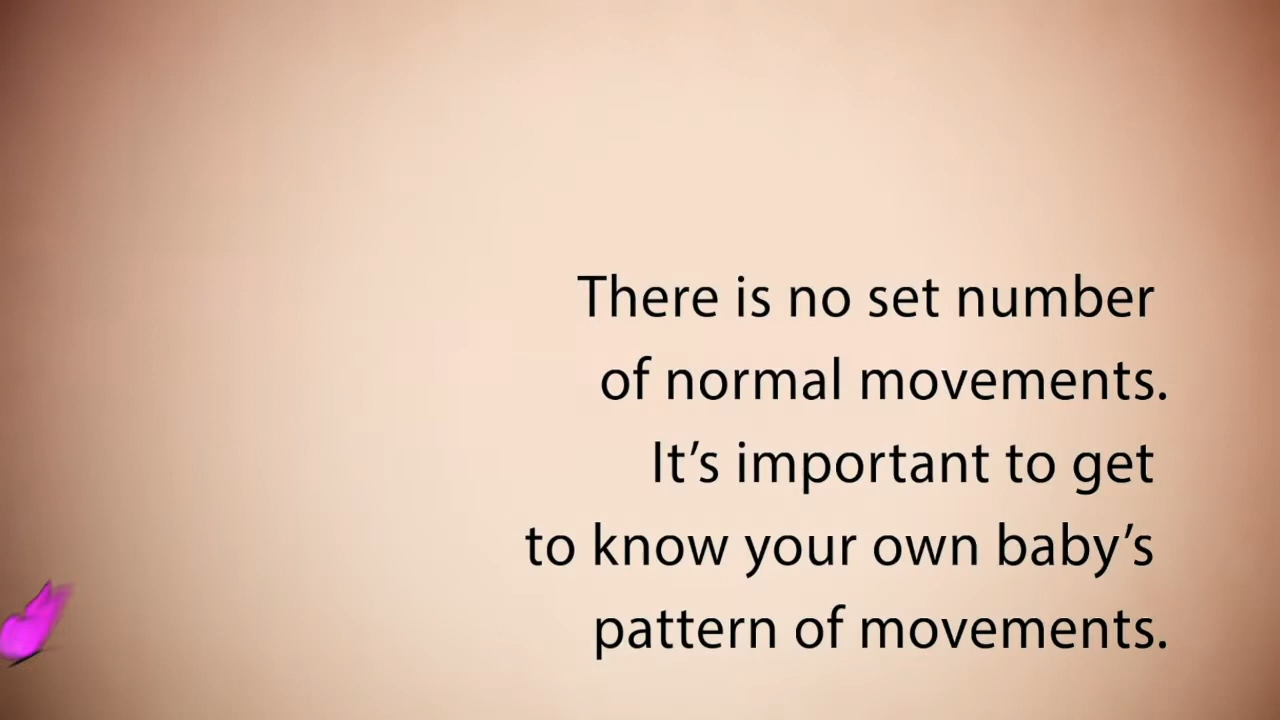 There is no set number
of normal movements.
It’s important to get
to know your own baby’s
pattern of movements.